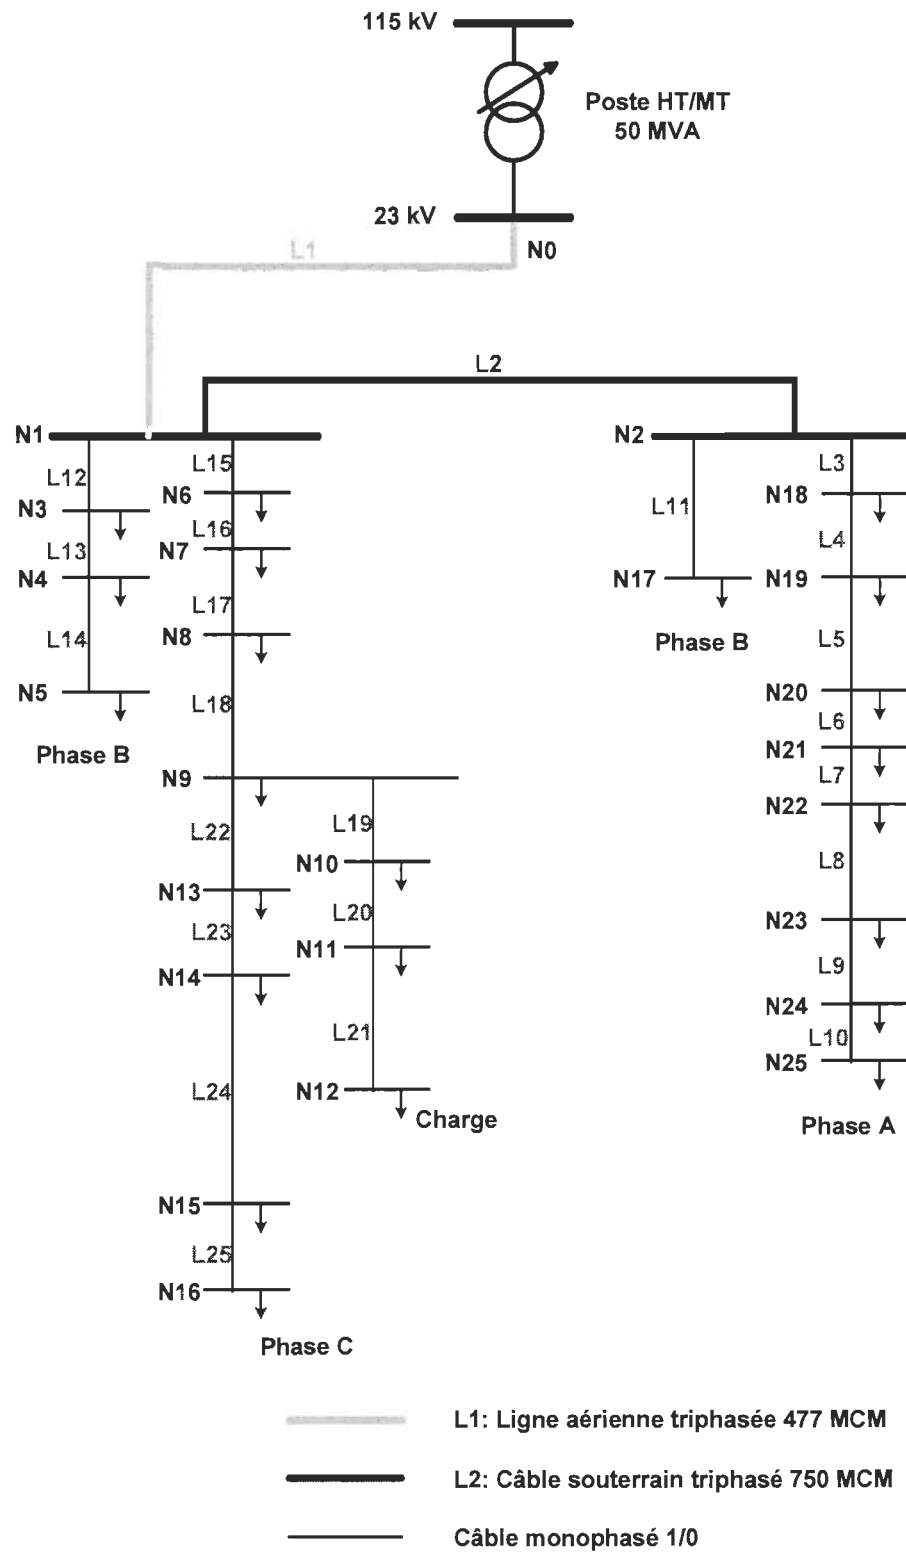 115 kV
Poste HT/MT
50 MVA
23 kV
N0
L1
L2
N1
N2
L12
L15
L3
N3
N6
L11
N18
L13
L16
L4
N4
N7
N17
N19
L14
L17
L5
N5
N8
Phase B
Phase B
L18
N20
L6
N21
N9
L7
L22
L19
N22
N10
L8
N13
L23
L20
N23
N11
L9
N14
L21
N24
L10
L24
N12
N25
Charge
Phase A
N15
L25
N16
Phase C
L1: Ligne aérienne triphasée 477 MCM
L2: Câble souterrain triphasé 750 MCM
Câble monophasé 1/0